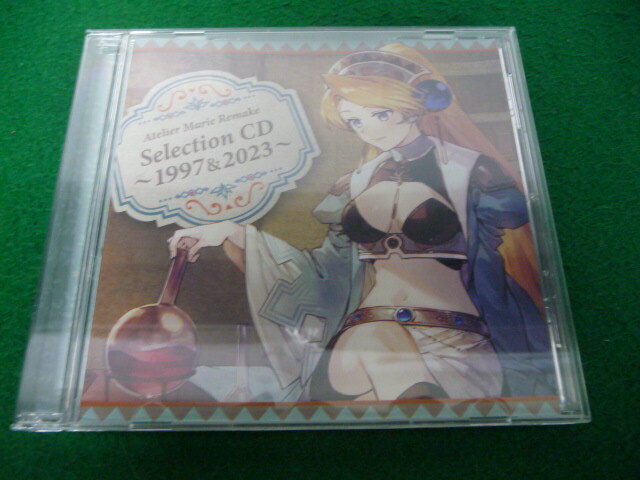 Atelier Marie Remake
Selection CD
~1997&2023~